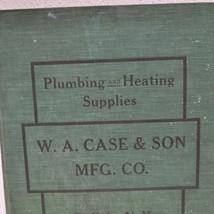 Plumbing and Heating
Supplies
W. A. CASE & SON
MFG. CO.
N. Y.